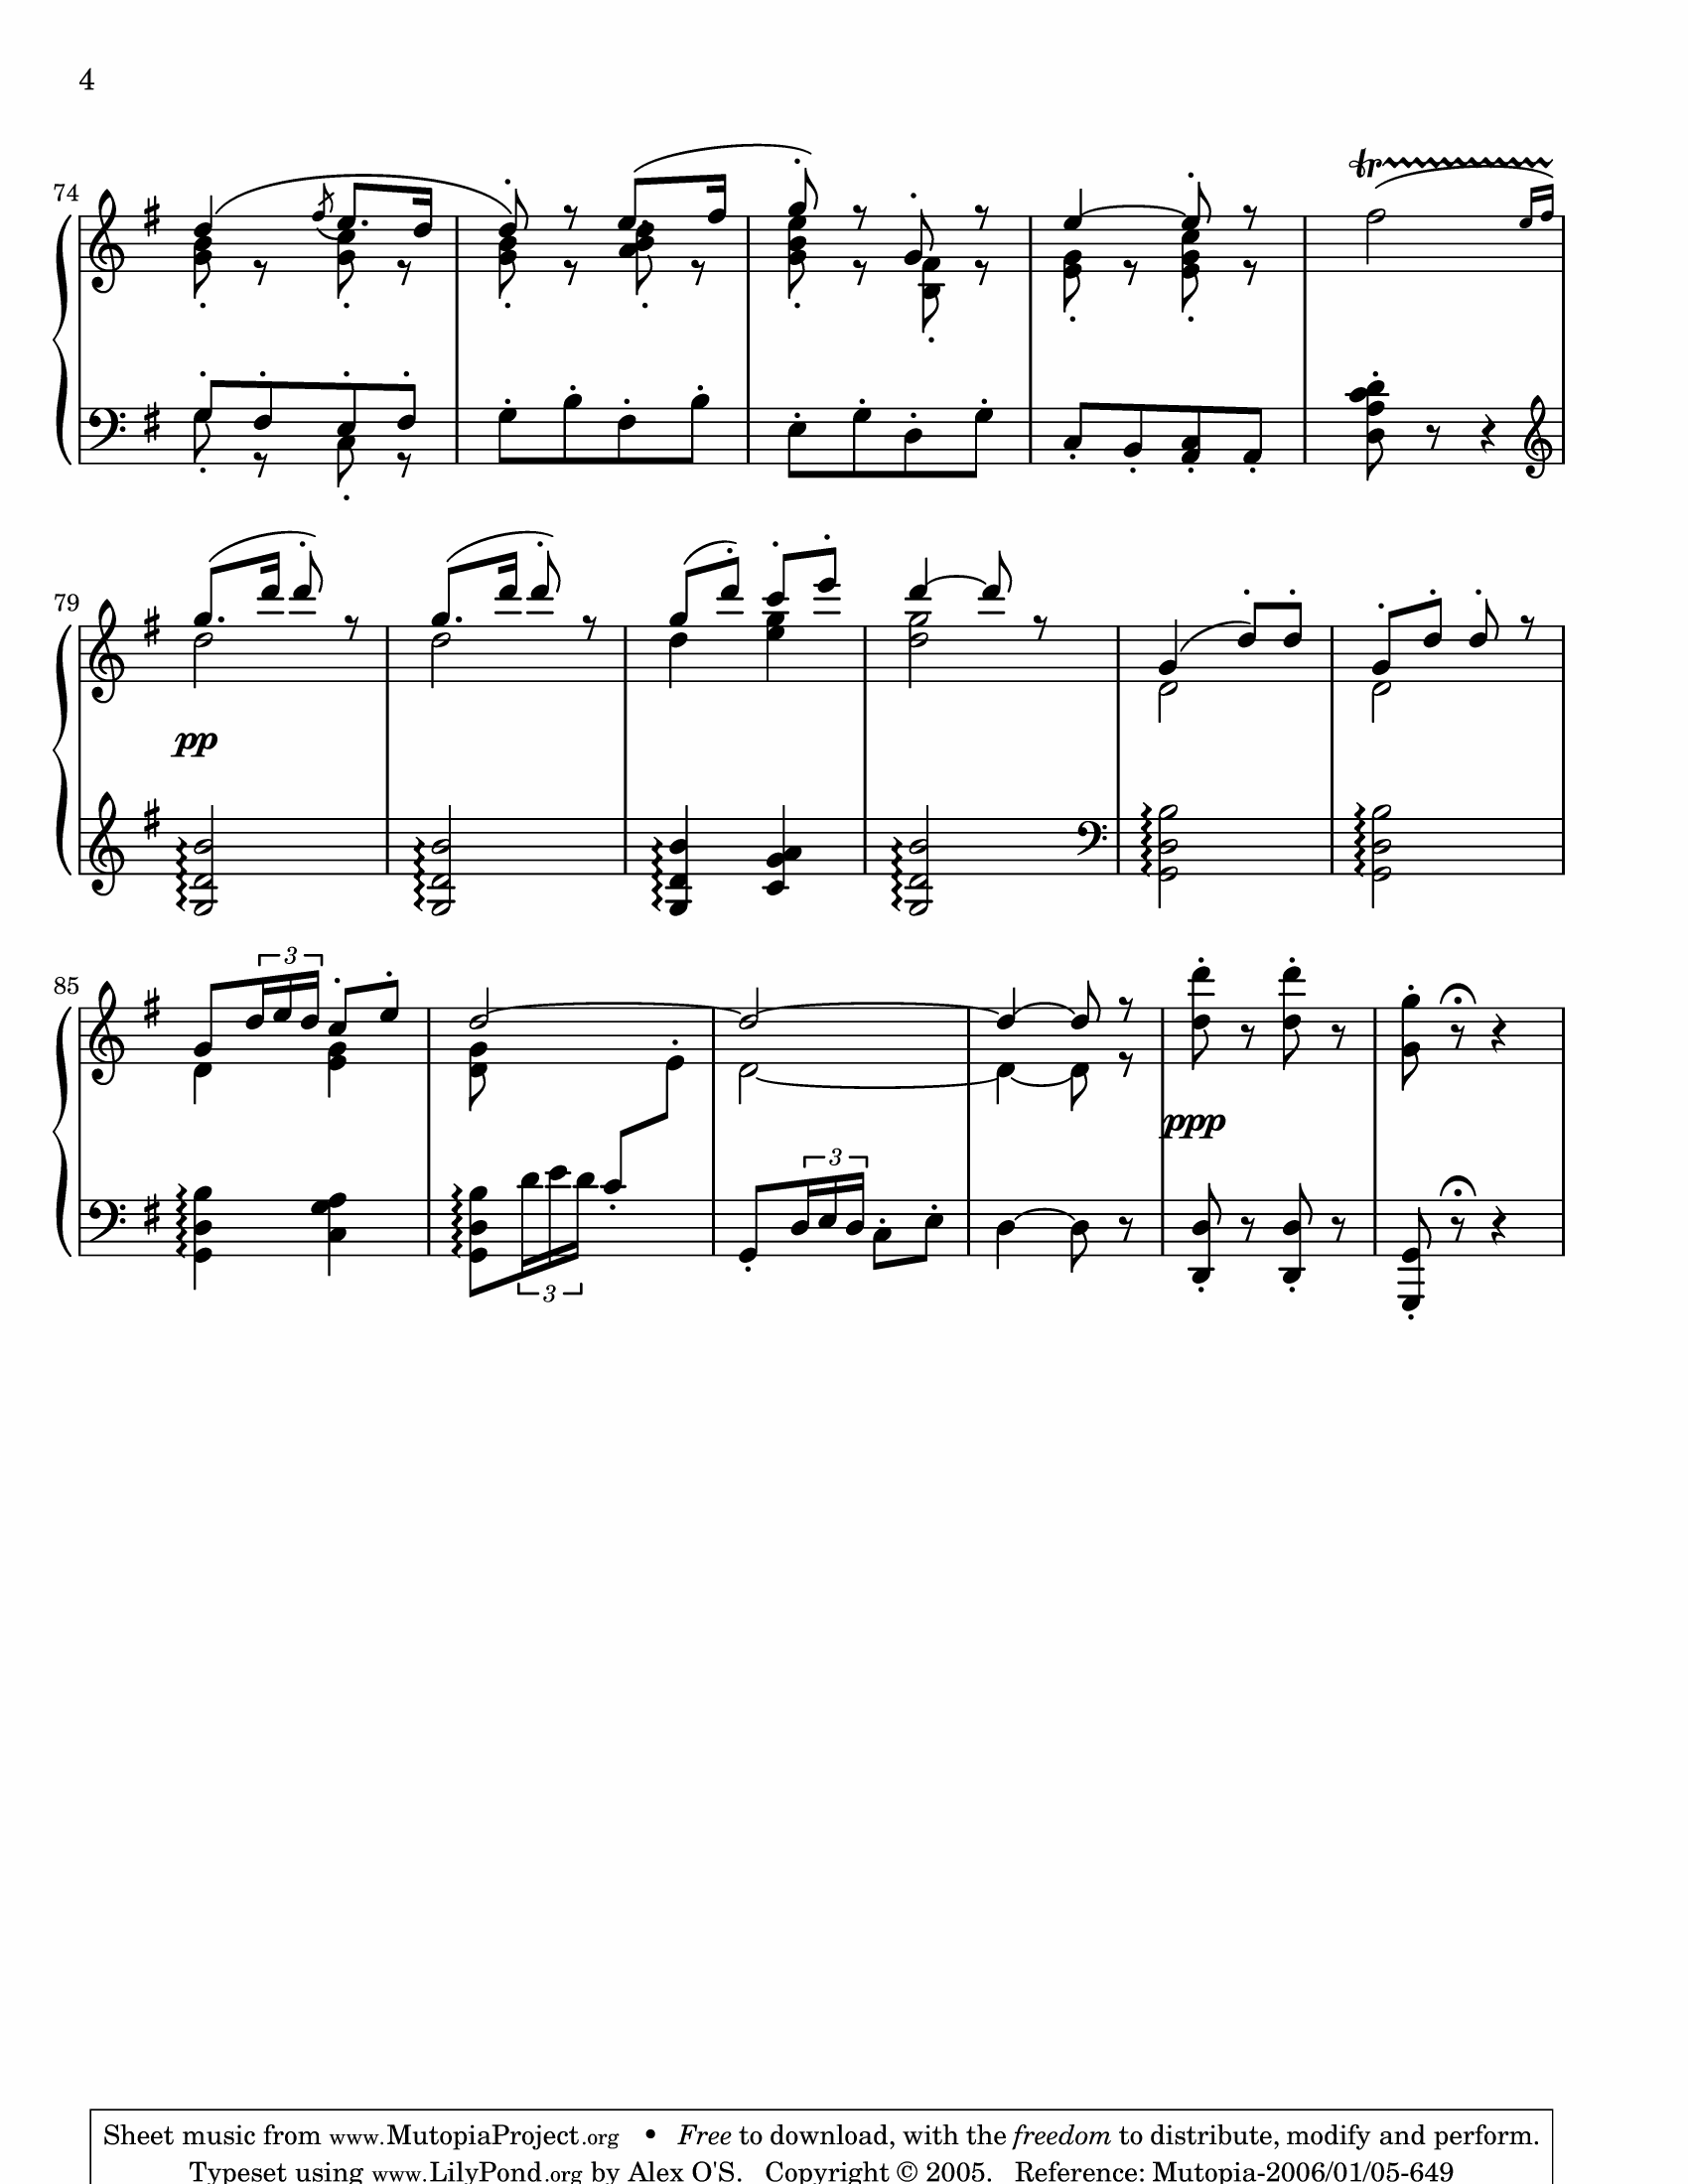 4
74
79
pp
85
3
3
3
ppp
Sheet music from www.MutopiaProject.org • Free to download, with the freedom to distribute, modify and perform.
Typeset using www.LilyPond.org by Alex O'S. Copyright © 2005. Reference: Mutopia-2006/01/05-649